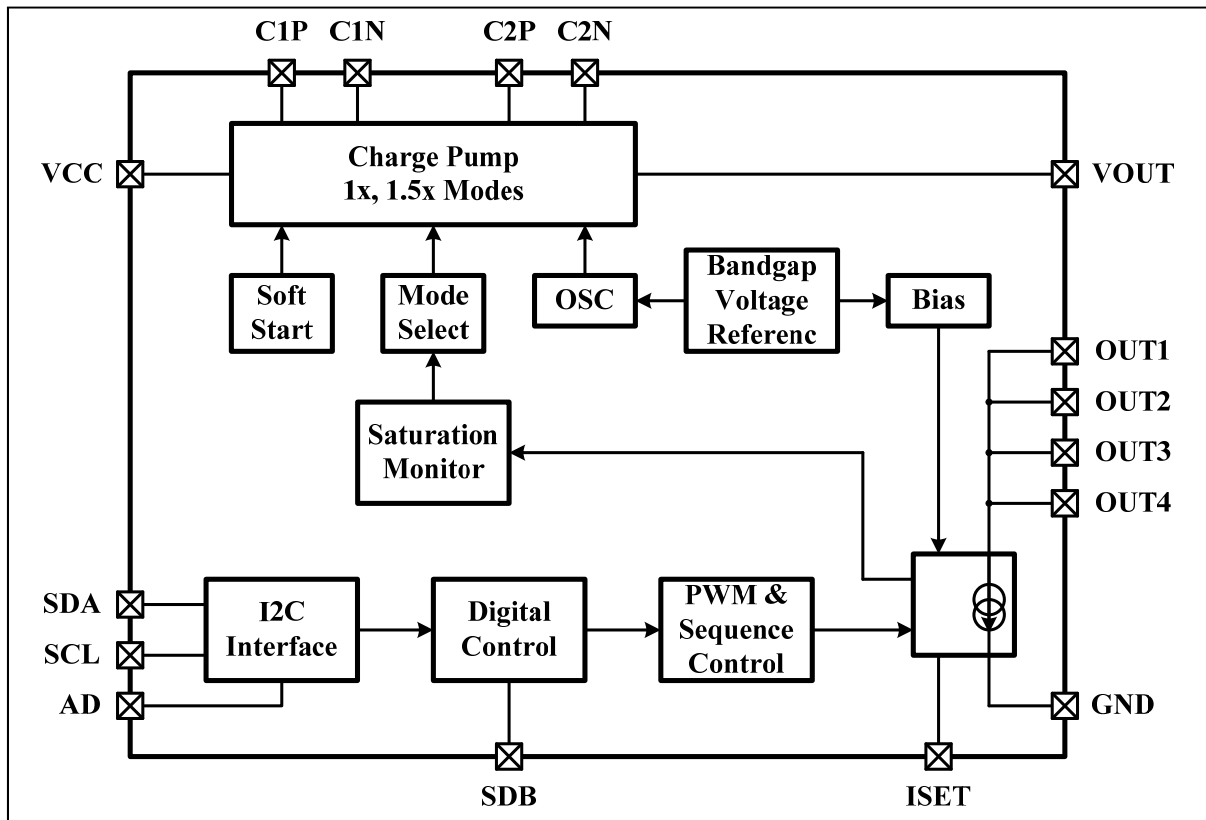 C1P C1N C2P C2N
VCC
Charge Pump
1x, 1.5x Modes
VOUT
Soft
Start
Mode
Select
OSC
Bandgap
Voltage
Referenc
Bias
OUT1
OUT2
OUT3
OUT4
Saturation
Monitor
SDA
SCL
AD
I2C
Interface
Digital
Control
PWM &
Sequence
Control
GND
SDB
ISET